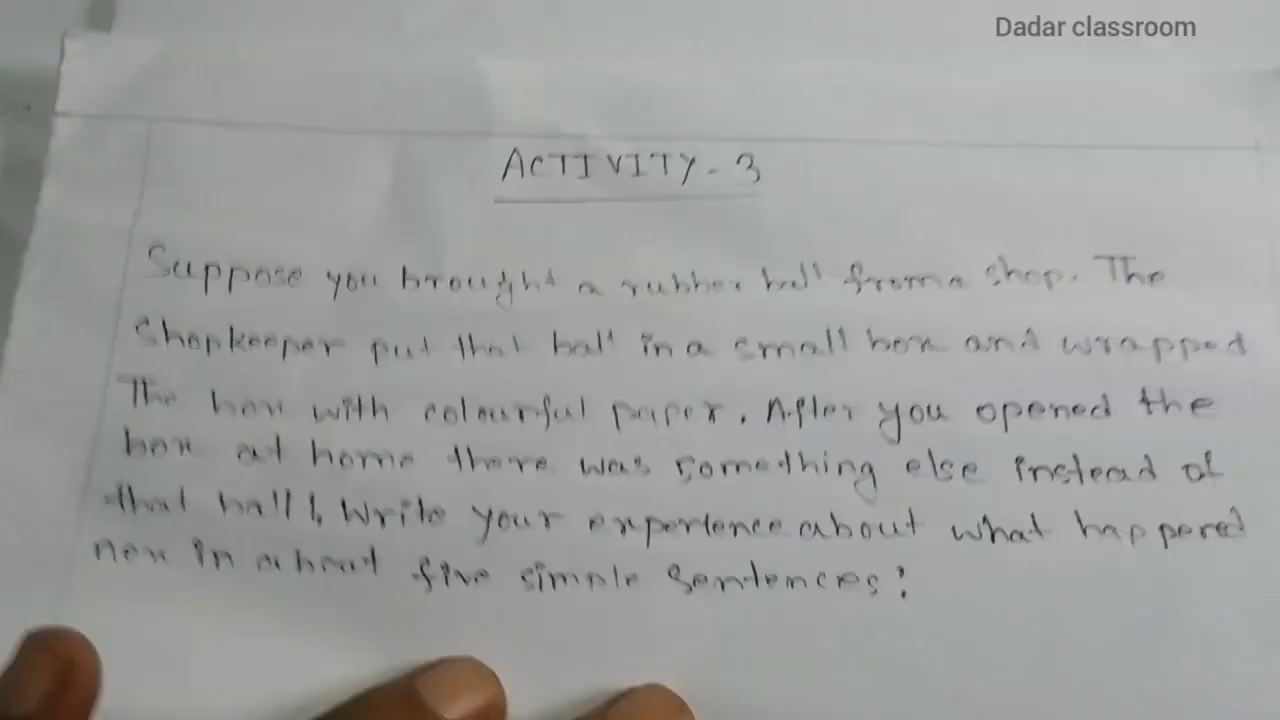 Dadar classroom
ACTIVITY-3
Suppose you brought a rubber ball from a shop. The
shopkeeper put that ball in a small box and wrapped
The box with colourful paper. After you opened the
box at home there was something else instead of
that ball! Write your experience about what happened
nex in about five simple sentences: